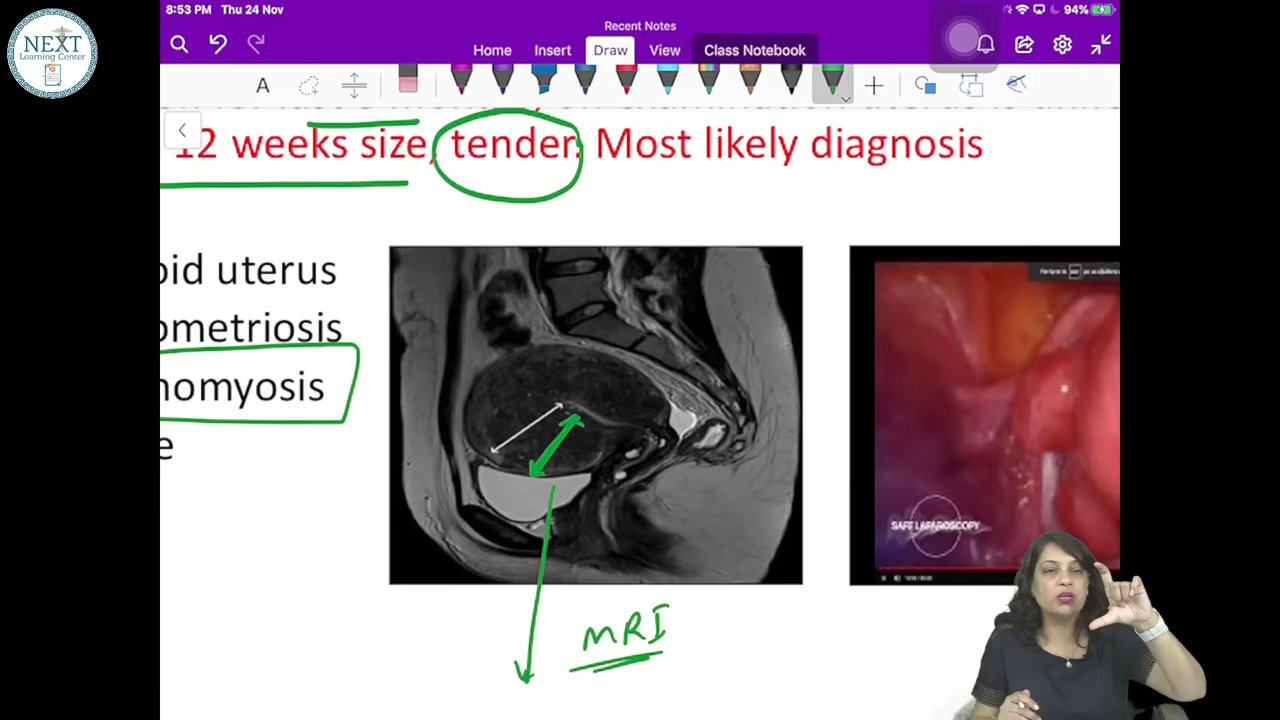 8:53 PM Thu 24 Nov
94%
NEXT
Learning Center
Recent Notes
Home Insert Draw View Class Notebook
A
12 weeks size, tender. Most likely diagnosis
oid uterus
ometriosis
nomyosis
e
SAFE LAPAROSCOPY
MRI